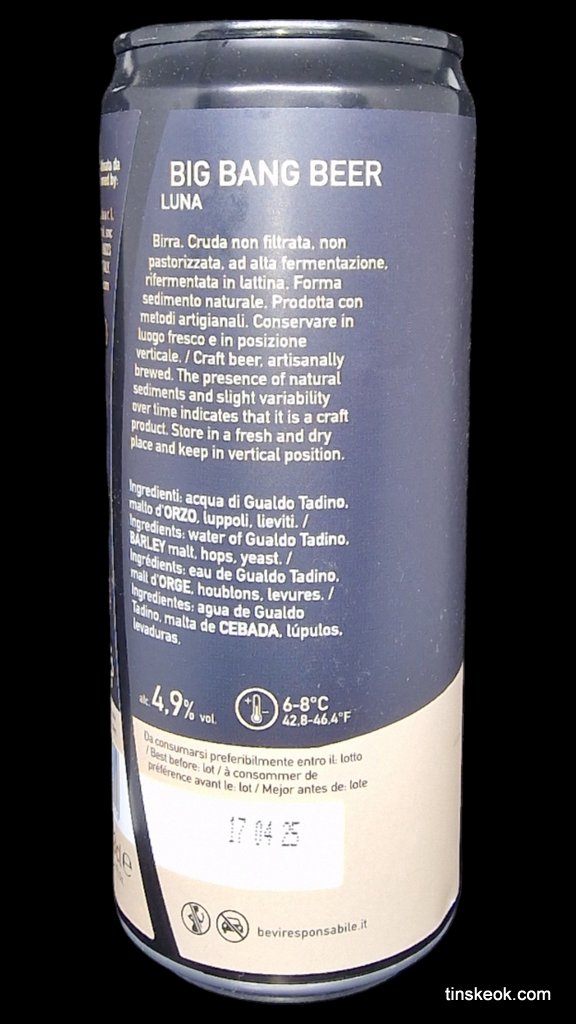 BIG BANG BEER
LUNA
Birra. Cruda non filtrata, non
pastorizzata, ad alta fermentazione,
rifermentata in lattina. Forma
sedimento naturale. Prodotta con
metodi artigianali. Conservare in
luogo fresco e in posizione
verticale. / Craft beer, artisanally
brewed. The presence of natural
sediments and slight variability
over time indicates that it is a craft
product. Store in a fresh and dry
place and keep in vertical position.
Ingredienti: acqua di Gualdo Tadino,
malto d'ORZO, luppoli, lieviti. /
Ingredients: water of Gualdo Tadino,
BARLEY malt, hops, yeast. /
Ingrédients: eau de Gualdo Tadino,
malt d'ORGE, houblons, levures. /
Ingredientes: agua de Gualdo
Tadino, malta de CEBADA, lúpulos,
levaduras.
alc. 4,9% vol.
6-8°C
42,8-46,4°F
Da consumarsi preferibilmente entro il: lotto
/ Best before: lot / à consommer de
préférence avant le: lot / Mejor antes de: lote
17 04 25
beviresponsabile.it
tinskeok.com